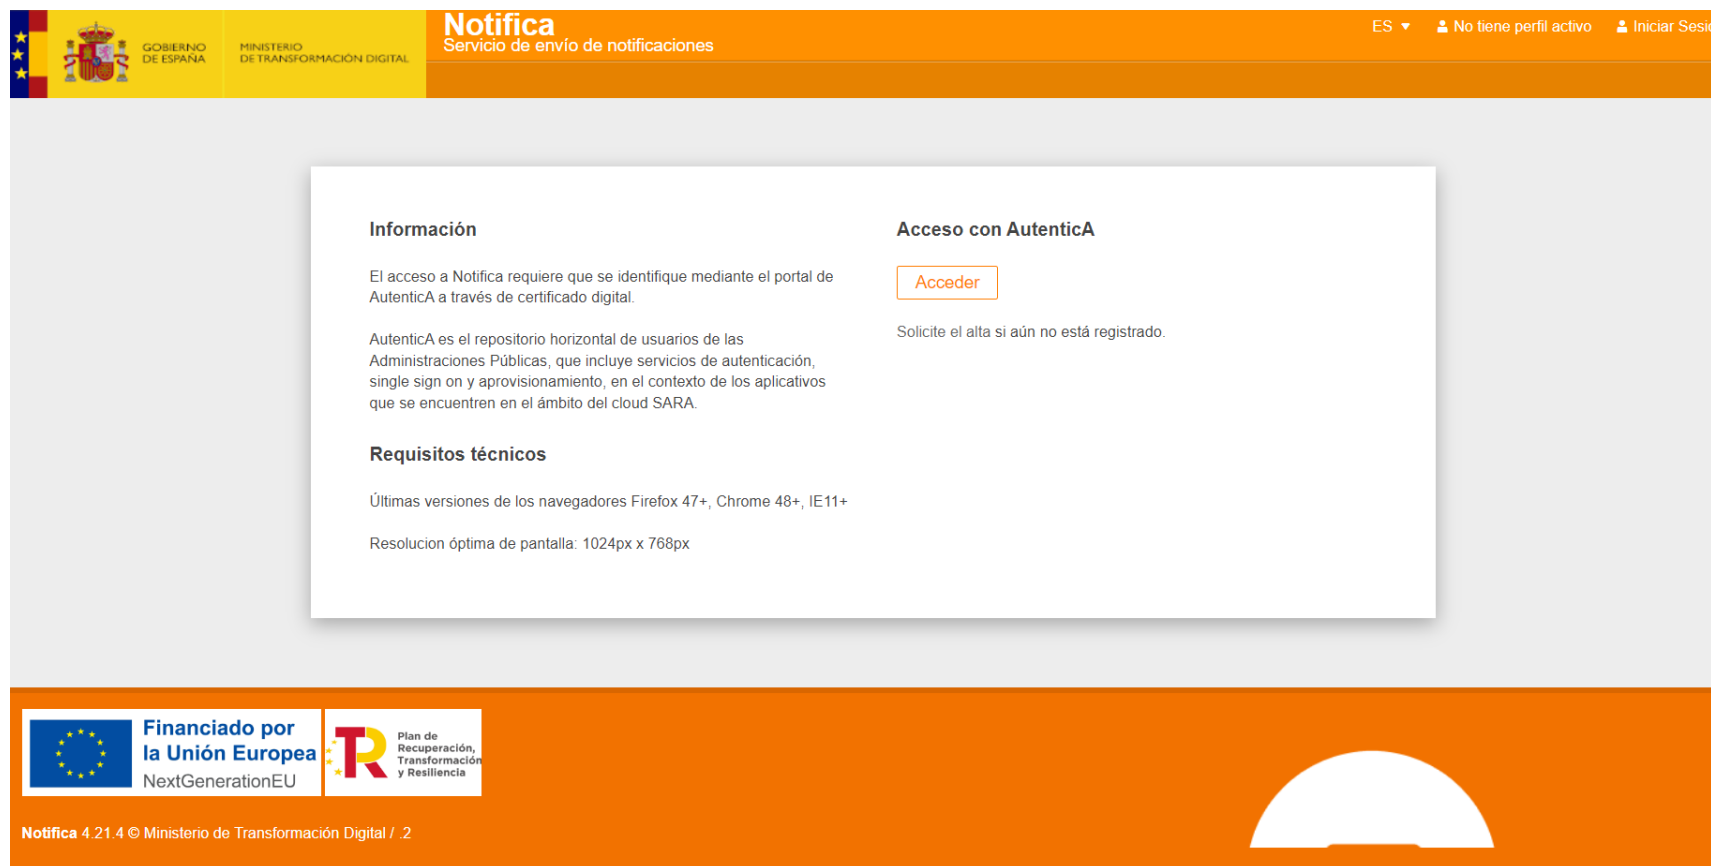 GOBIERNO
DE ESPAÑA
MINISTERIO
DE TRANSFORMACIÓN DIGITAL
Notifica
Servicio de envío de notificaciones
ES
No tiene perfil activo
Iniciar Sesió
Información
El acceso a Notifica requiere que se identifique mediante el portal de
AutenticA a través de certificado digital.
AutenticA es el repositorio horizontal de usuarios de las
Administraciones Públicas, que incluye servicios de autenticación,
single sign on y aprovisionamiento, en el contexto de los aplicativos
que se encuentren en el ámbito del cloud SARA.
Requisitos técnicos
Últimas versiones de los navegadores Firefox 47+, Chrome 48+, IE11+
Resolucion óptima de pantalla: 1024px x 768px
Acceso con AutenticA
Acceder
Solicite el alta si aún no está registrado.
Financiado por
la Unión Europea
NextGenerationEU
TR
Plan de
Recuperación,
Transformación
y Resiliencia
Notifica 4.21.4 © Ministerio de Transformación Digital / .2